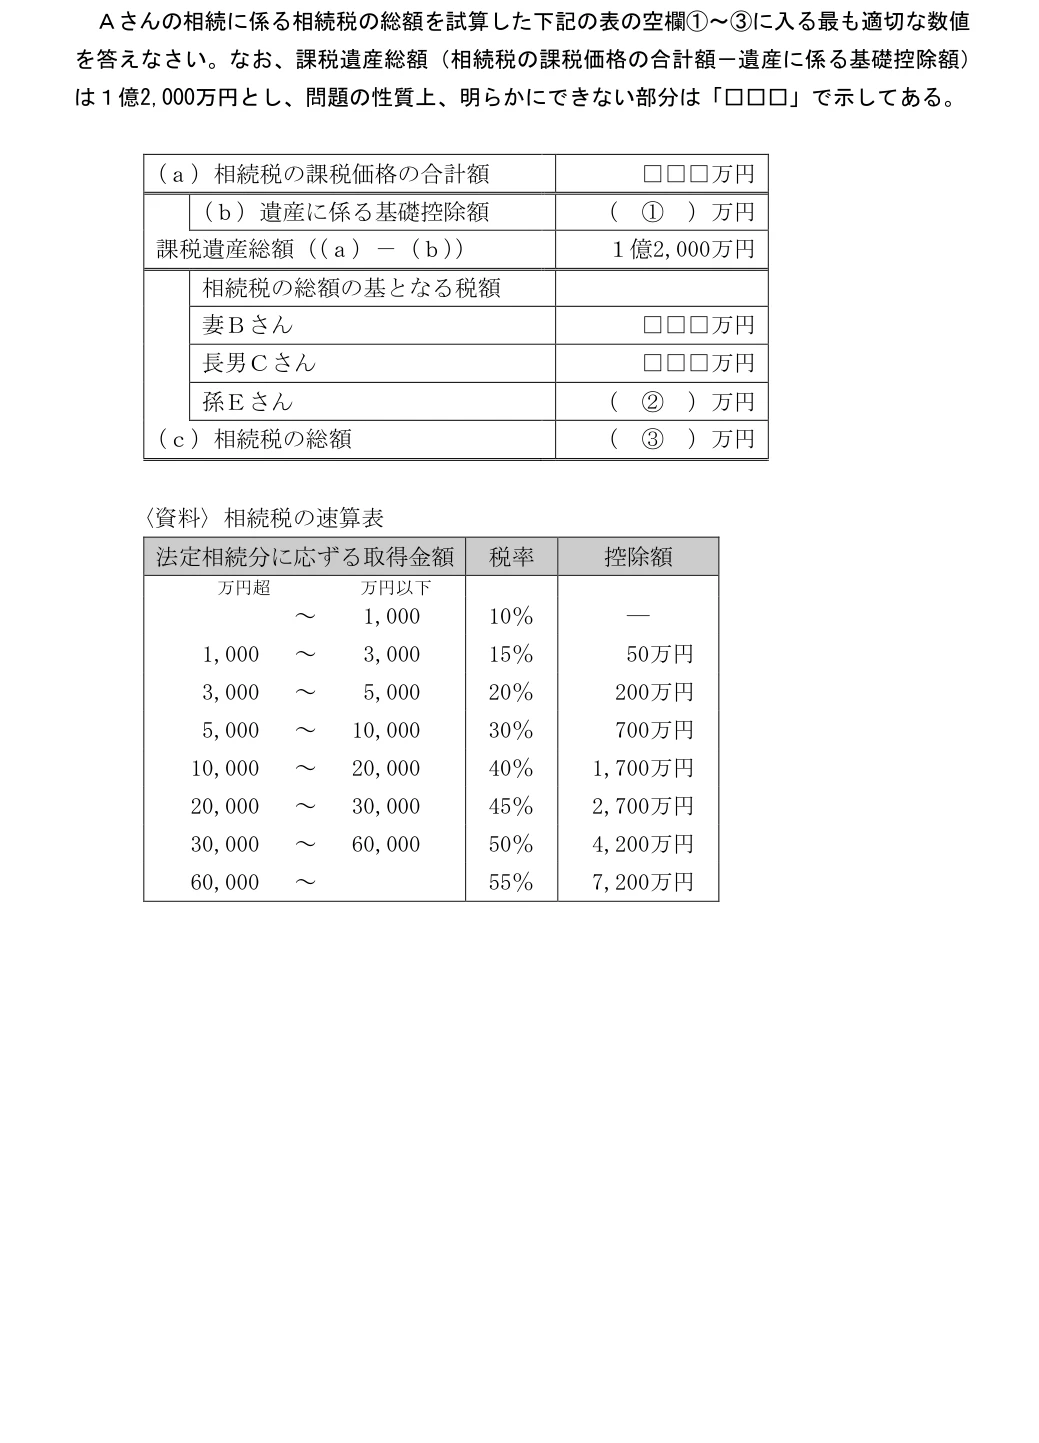 Ａさんの相続に係る相続税の総額を試算した下記の表の空欄①～③に入る最も適切な数値
を答えなさい。なお、課税遺産総額（相続税の課税価格の合計額－遺産に係る基礎控除額）
は１億2,000万円とし、問題の性質上、明らかにできない部分は「□□□」で示してある。
（ａ）相続税の課税価格の合計額 □□□万円
（ｂ）遺産に係る基礎控除額 （ ① ）万円
課税遺産総額（（ａ）－（ｂ）） １億2,000万円
相続税の総額の基となる税額
妻Ｂさん □□□万円
長男Ｃさん □□□万円
孫Ｅさん （ ② ）万円
（ｃ）相続税の総額 （ ③ ）万円
〈資料〉相続税の速算表
法定相続分に応ずる取得金額 税率 控除額
万円超 万円以下
～ 1,000 10％ ―
1,000 ～ 3,000 15％ 50万円
3,000 ～ 5,000 20％ 200万円
5,000 ～ 10,000 30％ 700万円
10,000 ～ 20,000 40％ 1,700万円
20,000 ～ 30,000 45％ 2,700万円
30,000 ～ 60,000 50％ 4,200万円
60,000 ～ 55％ 7,200万円